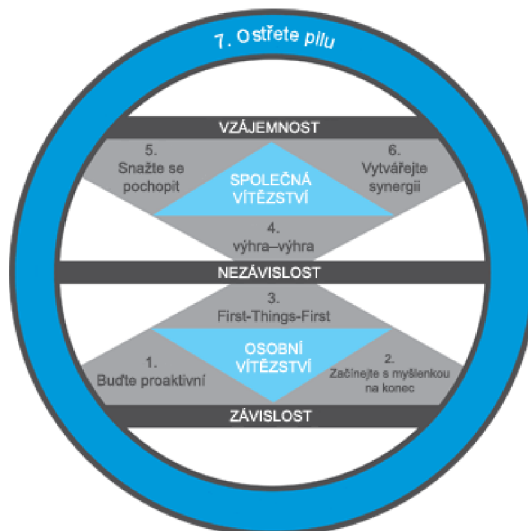 7. Ostřete pilu
VZÁJEMNOST
5.
Snažte se
pochopit
6.
Vytvářejte
synergii
SPOLEČNÁ
VÍTĚZSTVÍ
4.
výhra–výhra
NEZÁVISLOST
3.
First-Things-First
OSOBNÍ
VÍTĚZSTVÍ
1.
Buďte proaktivní
2.
Začínejte s myšlenkou
na konec
ZÁVISLOST